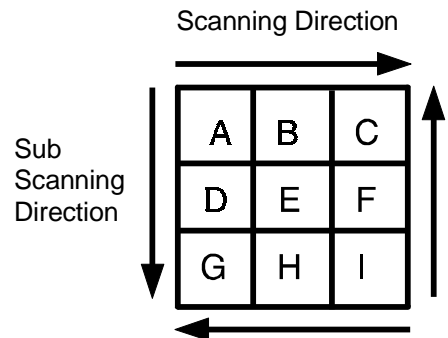 Scanning Direction
Sub
Scanning
Direction
A B C
D E F
G H I